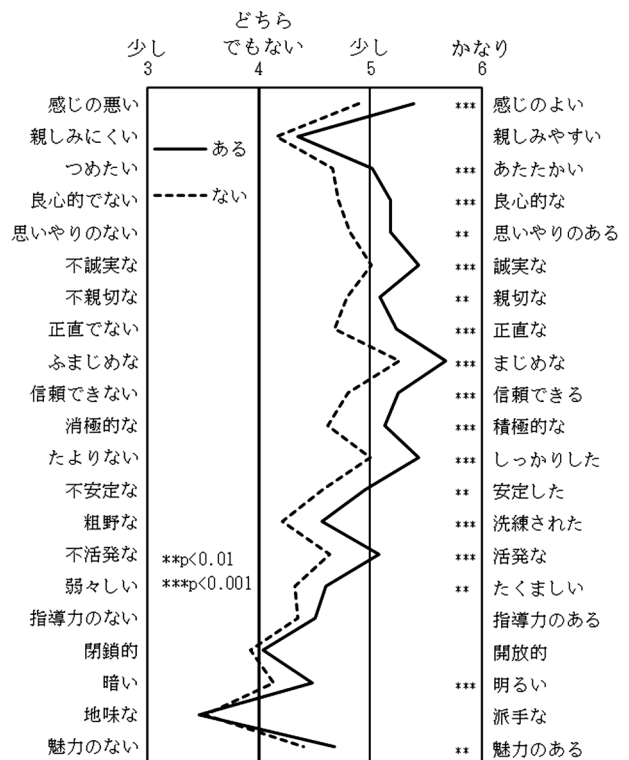 どちら
少し でもない 少し かなり
3 4 5 6
感じの悪い *** 感じのよい
親しみにくい 親しみやすい
ある
つめたい *** あたたかい
良心的でない ない *** 良心的な
思いやりのない ** 思いやりのある
不誠実な *** 誠実な
不親切な ** 親切な
正直でない *** 正直な
ふまじめな *** まじめな
信頼できない *** 信頼できる
消極的な *** 積極的な
たよりない *** しっかりした
不安定な ** 安定した
粗野な *** 洗練された
不活発な **p<0.01 *** 活発な
弱々しい ***p<0.001 ** たくましい
指導力のない 指導力のある
閉鎖的 開放的
暗い *** 明るい
地味な 派手な
魅力のない ** 魅力のある